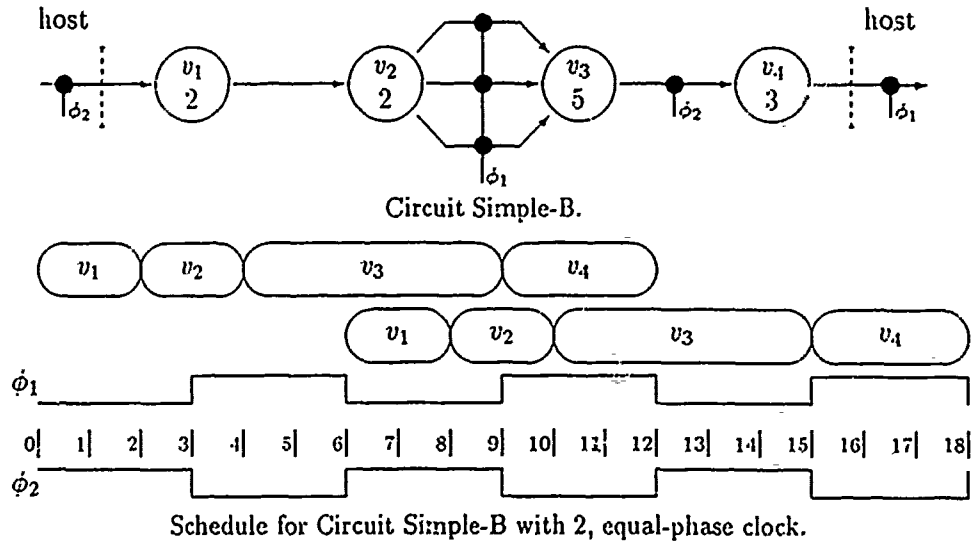 host host
v₁ v₂ v₃ v₄
2 2 5 3
ϕ₂ ϕ₂ ϕ₁
ϕ₁
Circuit Simple-B.
v₁ v₂ v₃ v₄
v₁ v₂ v₃ v₄
ϕ₁
0 1 2 3 4 5 6 7 8 9 10 11 12 13 14 15 16 17 18
ϕ₂
Schedule for Circuit Simple-B with 2, equal-phase clock.